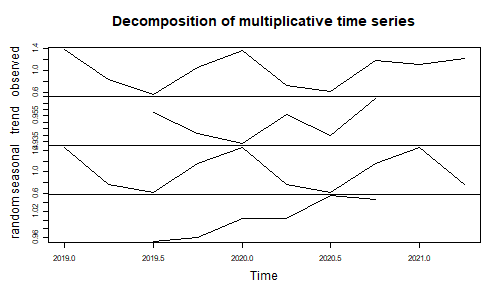 Decomposition of multiplicative time series
observed
1.4
1.0
0.6
trend
0.955
0.935
seasonal
1.0
0.6
random
1.02
0.96
2019.0 2019.5 2020.0 2020.5 2021.0
Time